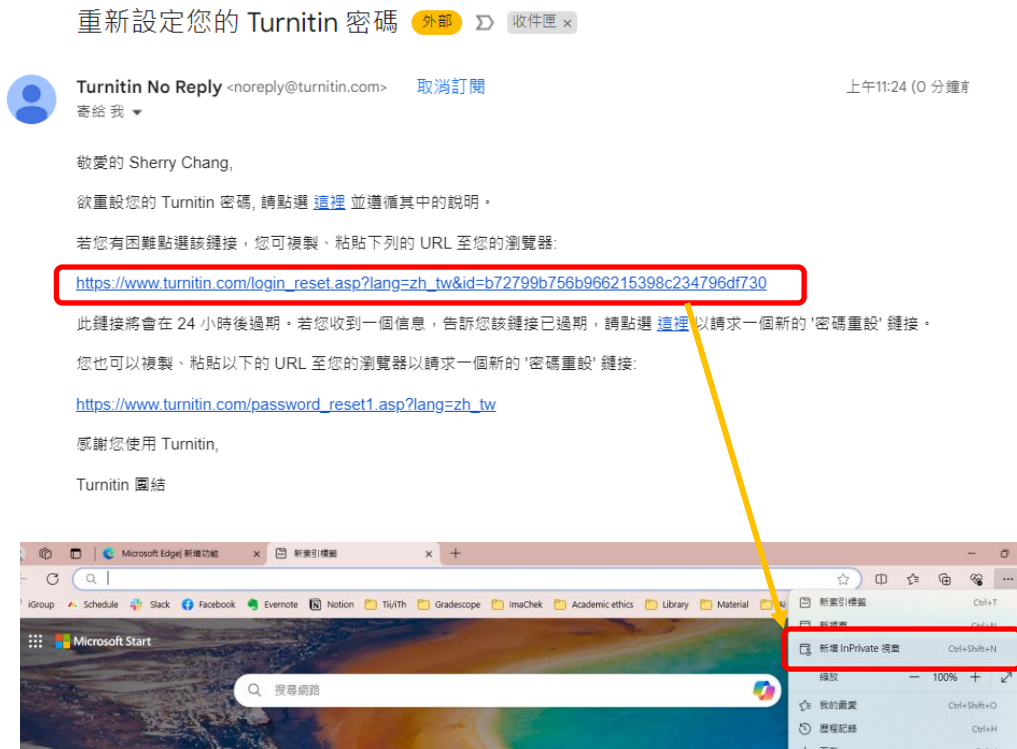 重新設定您的 Turnitin 密碼 外部 收件匣 ×
Turnitin No Reply <noreply@turnitin.com> 取消訂閱 上午11:24 (0 分鐘前
寄給 我
敬愛的 Sherry Chang,
欲重設您的 Turnitin 密碼, 請點選 這裡 並遵循其中的說明。
若您有困難點選該鏈接，您可複製、粘貼下列的 URL 至您的瀏覽器:
https://www.turnitin.com/login_reset.asp?lang=zh_tw&id=b72799b756b966215398c234796df730
此鏈接將會在 24 小時後過期。若您收到一個信息，告訴您該鏈接已過期，請點選 這裡 以請求一個新的 '密碼重設' 鏈接。
您也可以複製、粘貼以下的 URL 至您的瀏覽器以請求一個新的 '密碼重設' 鏈接:
https://www.turnitin.com/password_reset1.asp?lang=zh_tw
感謝您使用 Turnitin,
Turnitin 團結
Microsoft Edge| 新增功能 × 新索引標籤 × +
iGroup Schedule Slack Facebook Evernote Notion Tii/iTh Gradescope ImaChek Academic ethics Library Material
新索引標籤 Ctrl+T
新視窗 Ctrl+N
Microsoft Start
新增 InPrivate 視窗 Ctrl+Shift+N
縮放 — 100% +
搜尋網路
我的最愛 Ctrl+Shift+O
歷程記錄 Ctrl+H